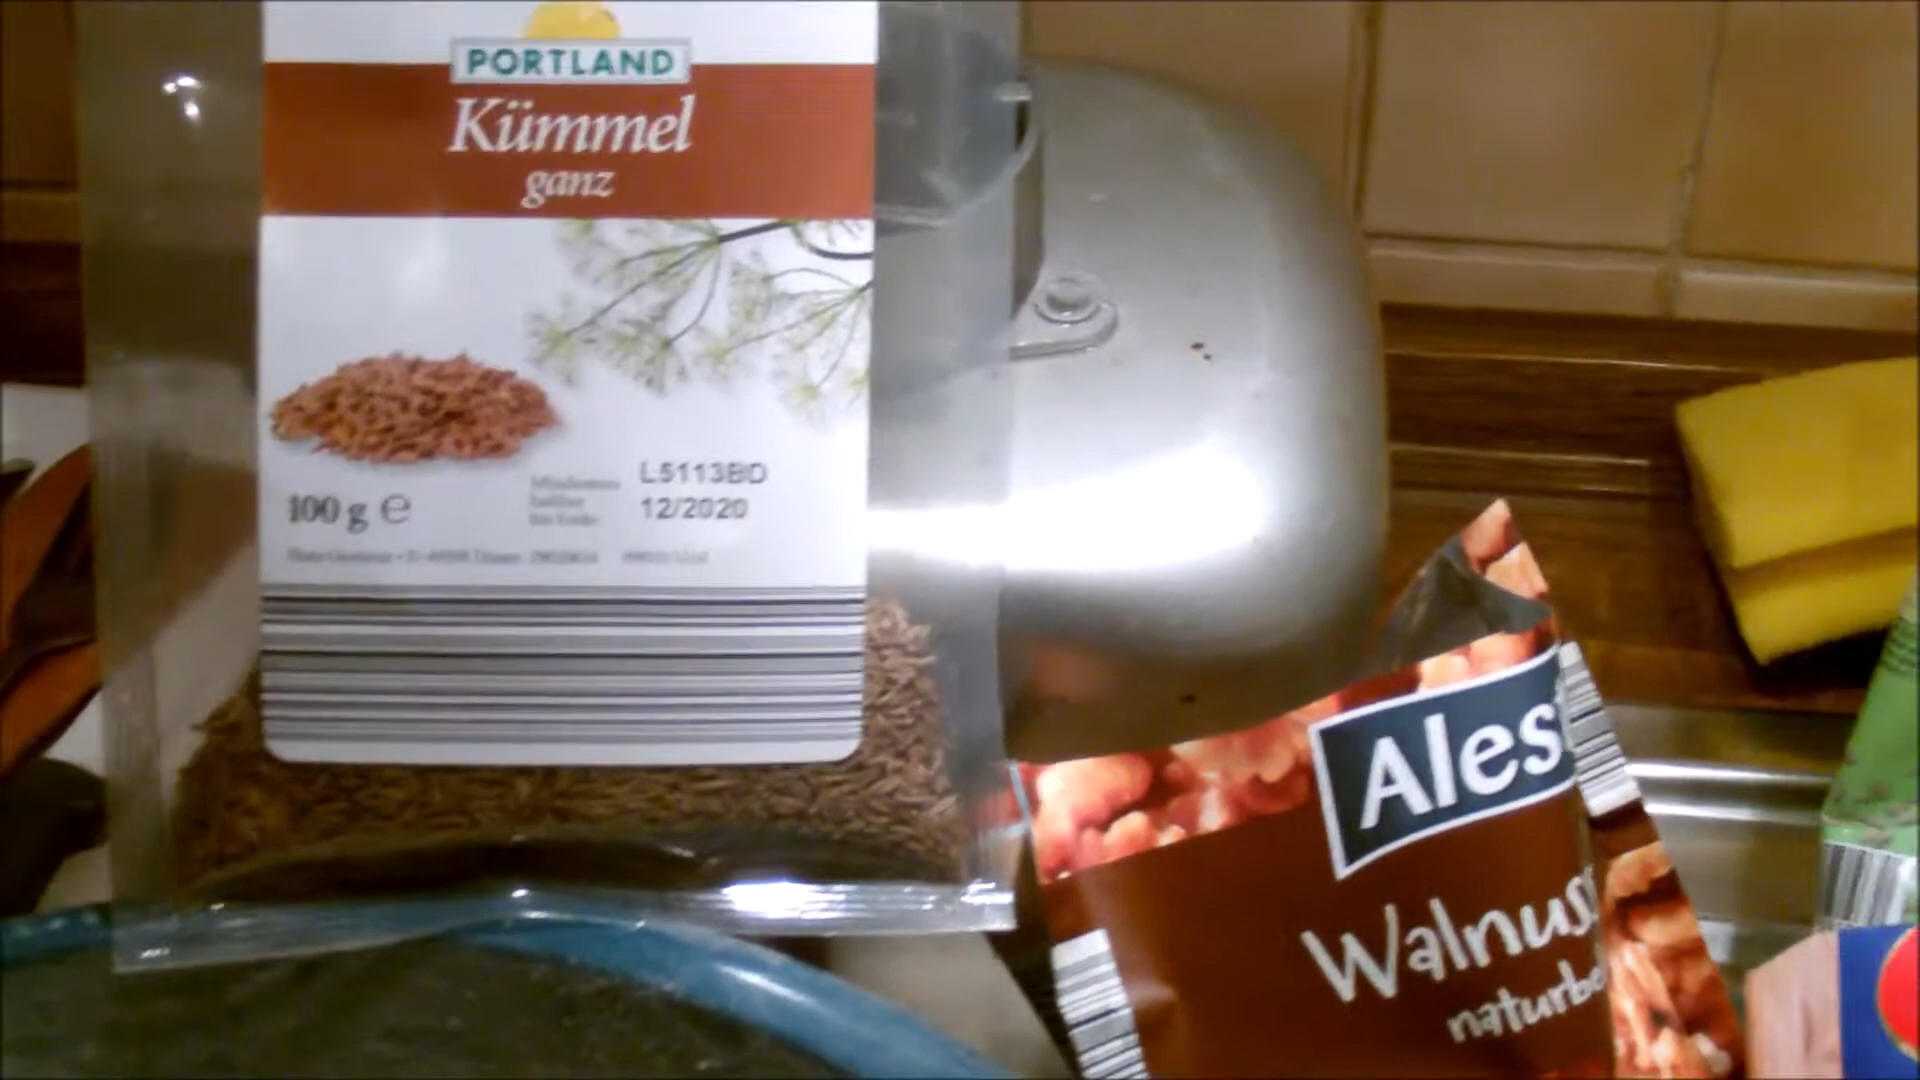 PORTLAND
Kümmel
ganz
L5113BD
12/2020
100 g e
Ales
Walnus
naturbe